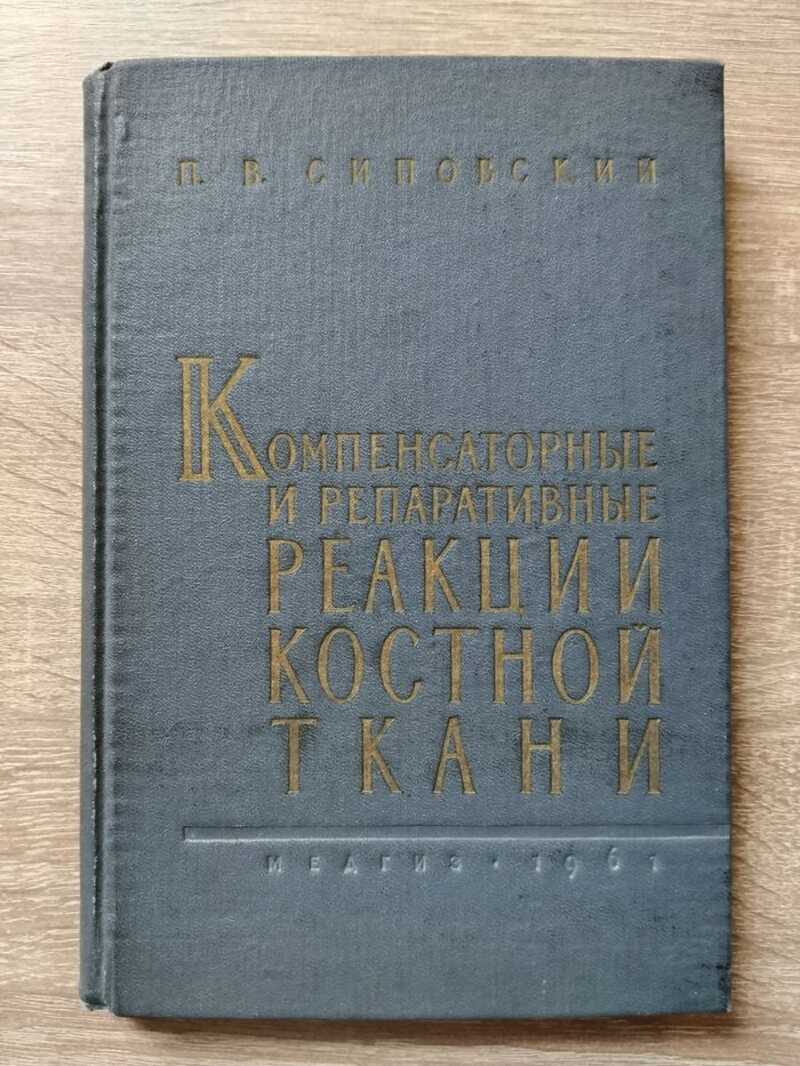 П. В. СИПОВСКИЙ
КОМПЕНСАТОРНЫЕ
И РЕПАРАТИВНЫЕ
РЕАКЦИИ
КОСТНОЙ
ТКАНИ
МЕДГИЗ · 1961